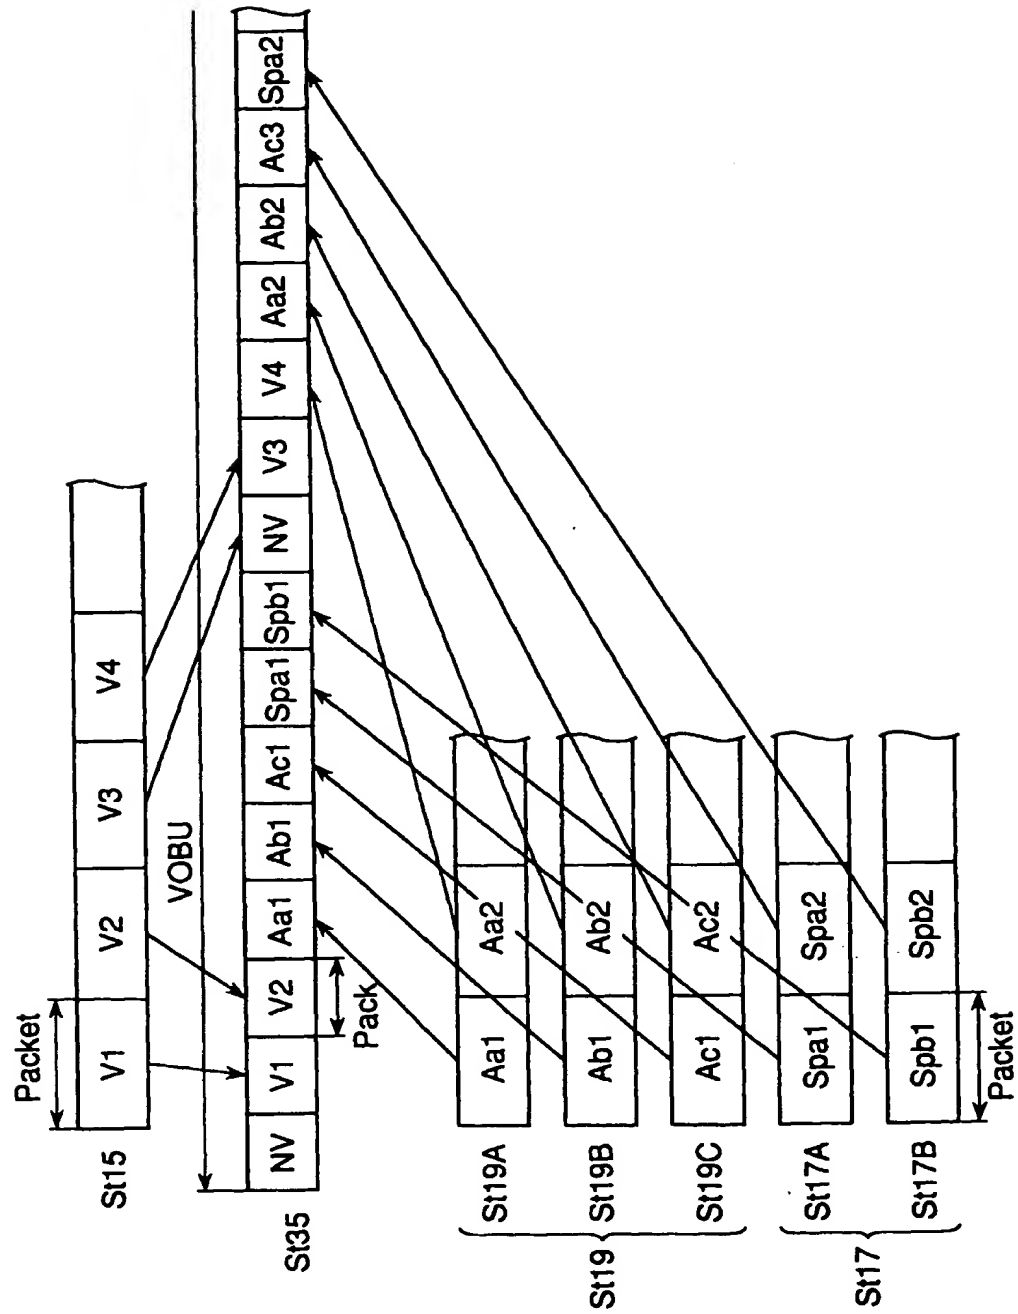 Packet
St15 V1 V2 V3 V4
VOBU
St35 NV V1 V2 Aa1 Ab1 Ac1 Spa1 Spb1 NV V3 V4 Aa2 Ab2 Ac3 Spa2
Pack
St19
St19A Aa1 Aa2
St19B Ab1 Ab2
St19C Ac1 Ac2
St17
St17A Spa1 Spa2
St17B Spb1 Spb2
Packet